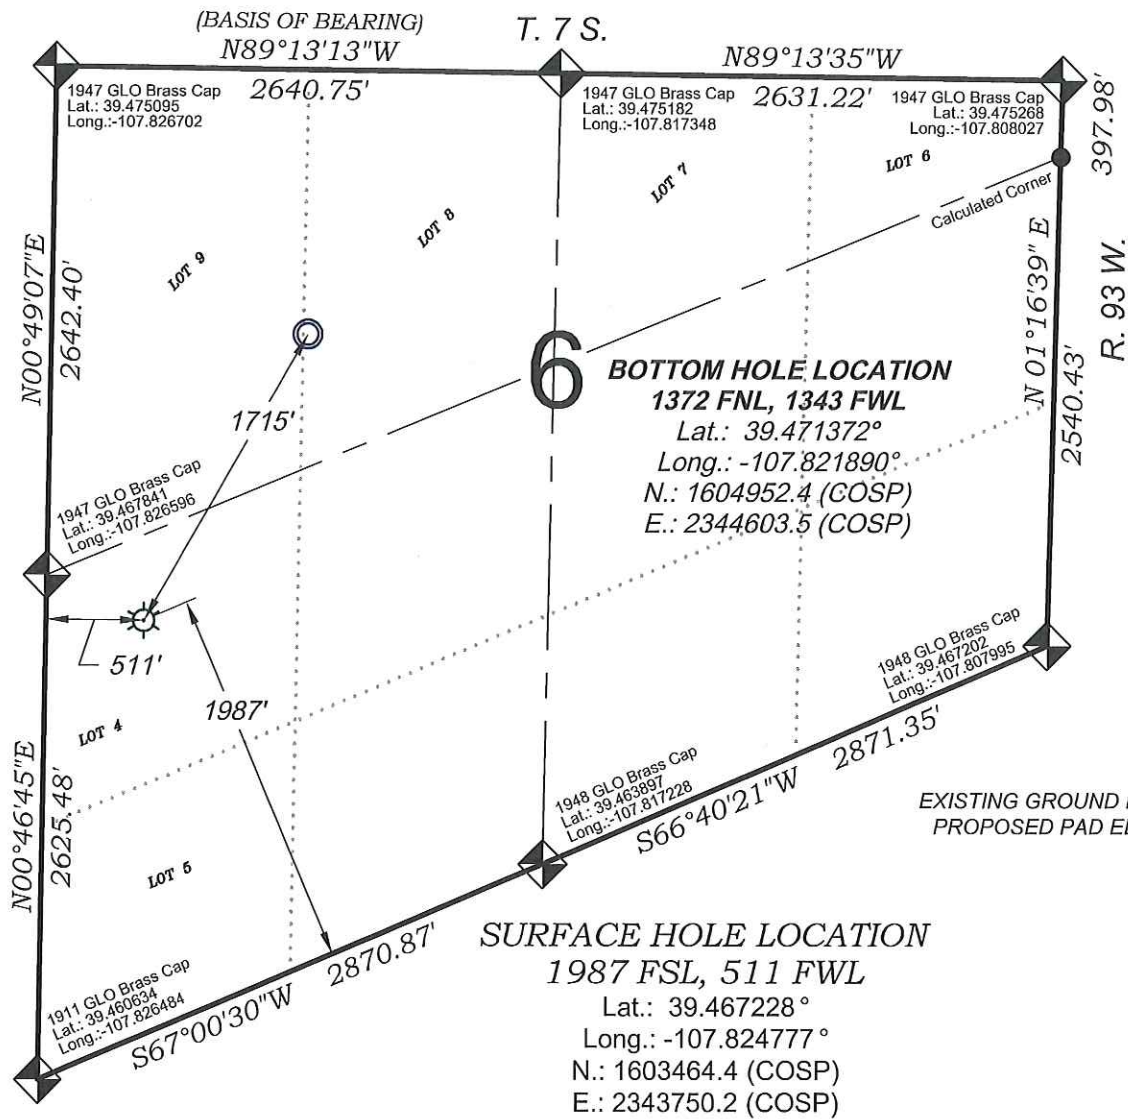 (BASIS OF BEARING)
T. 7 S.
N89°13'13"W
N89°13'35"W
2640.75'
2631.22'
1947 GLO Brass Cap
Lat.: 39.475095
Long.:-107.826702
1947 GLO Brass Cap
Lat.: 39.475182
Long.:-107.817348
1947 GLO Brass Cap
Lat.: 39.475268
Long.:-107.808027
397.98'
LOT 6
LOT 7
LOT 8
LOT 9
Calculated Corner
R. 93 W.
N00°49'07"E
2642.40'
N 01°16'39" E
2540.43'
6
1715'
BOTTOM HOLE LOCATION
1372 FNL, 1343 FWL
Lat.: 39.471372°
Long.: -107.821890°
N.: 1604952.4 (COSP)
E.: 2344603.5 (COSP)
1947 GLO Brass Cap
Lat.: 39.467841
Long.:-107.826596
511'
1987'
LOT 4
N00°46'45"E
2625.48'
LOT 5
1948 GLO Brass Cap
Lat.: 39.467202
Long.:-107.807995
1948 GLO Brass Cap
Lat.: 39.463897
Long.:-107.817228
2871.35'
S66°40'21"W
EXISTING GROUND
PROPOSED PAD
1911 GLO Brass Cap
Lat.: 39.460634
Long.:-107.826484
2870.87'
S67°00'30"W
SURFACE HOLE LOCATION
1987 FSL, 511 FWL
Lat.: 39.467228°
Long.: -107.824777°
N.: 1603464.4 (COSP)
E.: 2343750.2 (COSP)